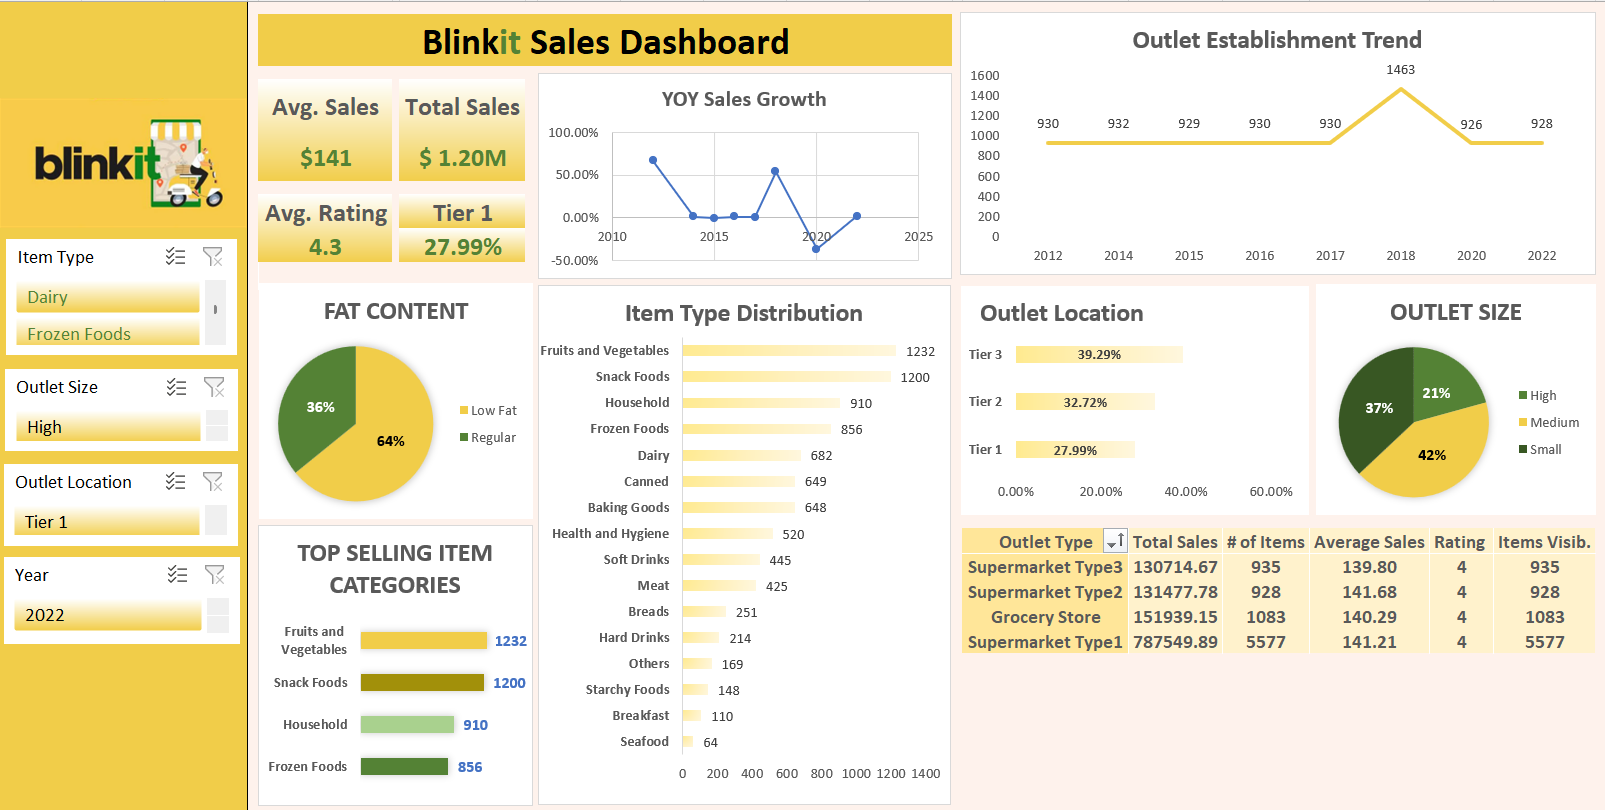 blinkit
Item Type
Dairy
Frozen Foods
Outlet Size
High
Outlet Location
Tier 1
Year
2022
Blinkit Sales Dashboard
Avg. Sales
$141
Total Sales
$ 1.20M
Avg. Rating
4.3
Tier 1
27.99%
YOY Sales Growth
100.00%
50.00%
0.00%
-50.00%
2010
2015
2020
2025
Outlet Establishment Trend
1600
1400
1200
1000
800
600
400
200
0
930
932
929
930
930
1463
926
928
2012
2014
2015
2016
2017
2018
2020
2022
FAT CONTENT
36%
64%
Low Fat
Regular
TOP SELLING ITEM
CATEGORIES
Fruits and
Vegetables
1232
Snack Foods
1200
Household
910
Frozen Foods
856
Item Type Distribution
Fruits and Vegetables 1232
Snack Foods 1200
Household 910
Frozen Foods 856
Dairy 682
Canned 649
Baking Goods 648
Health and Hygiene 520
Soft Drinks 445
Meat 425
Breads 251
Hard Drinks 214
Others 169
Starchy Foods 148
Breakfast 110
Seafood 64
0 200 400 600 800 1000 1200 1400
Outlet Location
Tier 3 39.29%
Tier 2 32.72%
Tier 1 27.99%
0.00% 20.00% 40.00% 60.00%
OUTLET SIZE
21%
37%
42%
High
Medium
Small
Outlet Type Total Sales # of Items Average Sales Rating Items Visib.
Supermarket Type3 130714.67 935 139.80 4 935
Supermarket Type2 131477.78 928 141.68 4 928
Grocery Store 151939.15 1083 140.29 4 1083
Supermarket Type1 787549.89 5577 141.21 4 5577